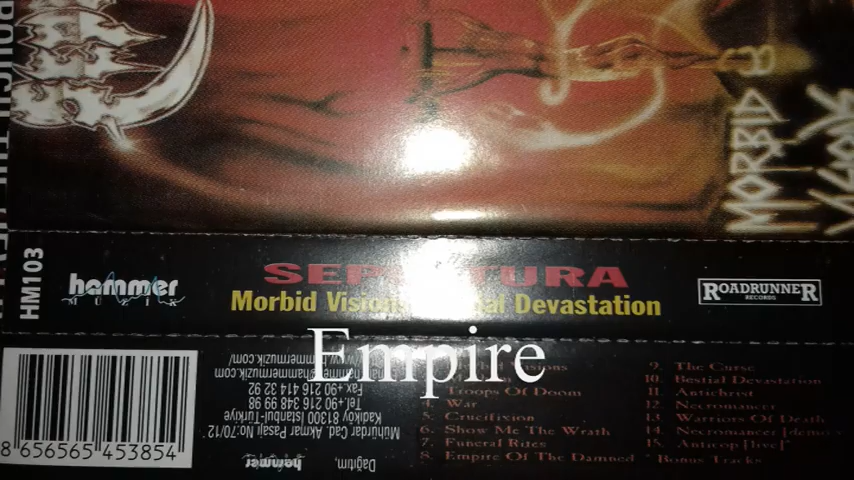 MORBID
VISIONS
HM103
hammer
MÜZİK
SEPULTURA
Morbid Visions Bestial Devastation
ROADRUNNER
RECORDS
Empire
8 656565 453854
Dağıtım,
hammer
Mühürdar Cad. Akmar Pasajı No.70/12
Kadıköy 81300 İstanbul-Türkiye
Tel.+90 216 348 99 98
Fax+90 216 414 32 92
Troops Of Doom
4. War
5. Crucifixion
6. Show Me The Wrath
7. Funeral Rites
8. Empire Of The Damned
9. The Curse
10. Bestial Devastation
11. Antichrist
12. Necromancer
13. Warriors Of Death
14. Necromancer [demo]*
15. Anticop [live]*
* Bonus Tracks